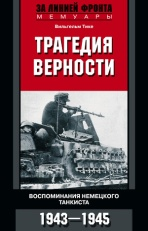 ЗА ЛИНИЕЙ ФРОНТА
МЕМУАРЫ
Вильгельм Тике
ТРАГЕДИЯ
ВЕРНОСТИ
ВОСПОМИНАНИЯ НЕМЕЦКОГО
ТАНКИСТА
1943—1945